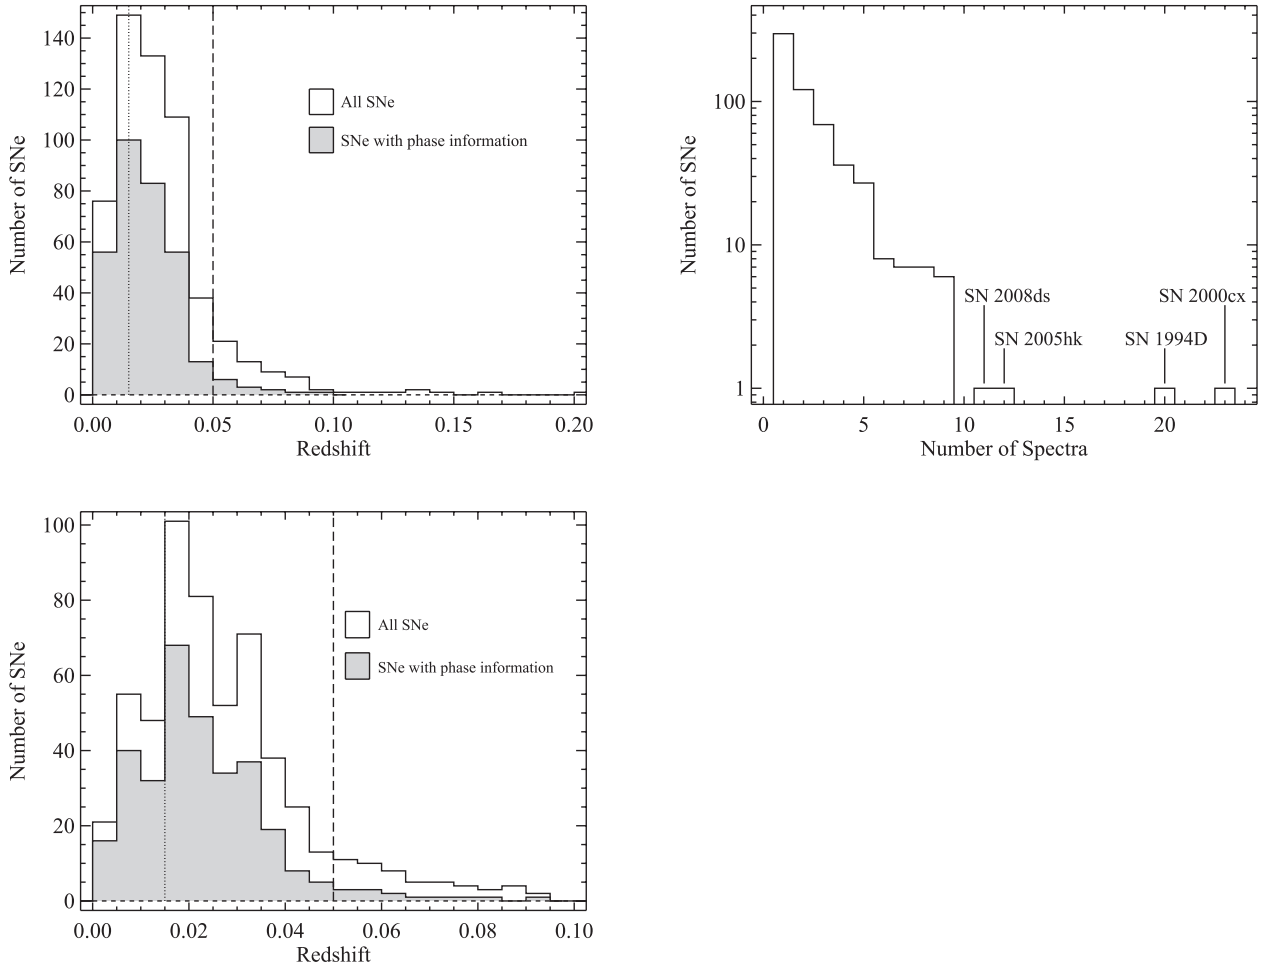 140
120
100
80
60
40
20
0
Number of SNe
All SNe
SNe with phase information
0.00 0.05 0.10 0.15 0.20
Redshift
100
10
1
Number of SNe
SN 2008ds
SN 2000cx
SN 2005hk
SN 1994D
0 5 10 15 20
Number of Spectra
100
80
60
40
20
0
Number of SNe
All SNe
SNe with phase information
0.00 0.02 0.04 0.06 0.08 0.10
Redshift